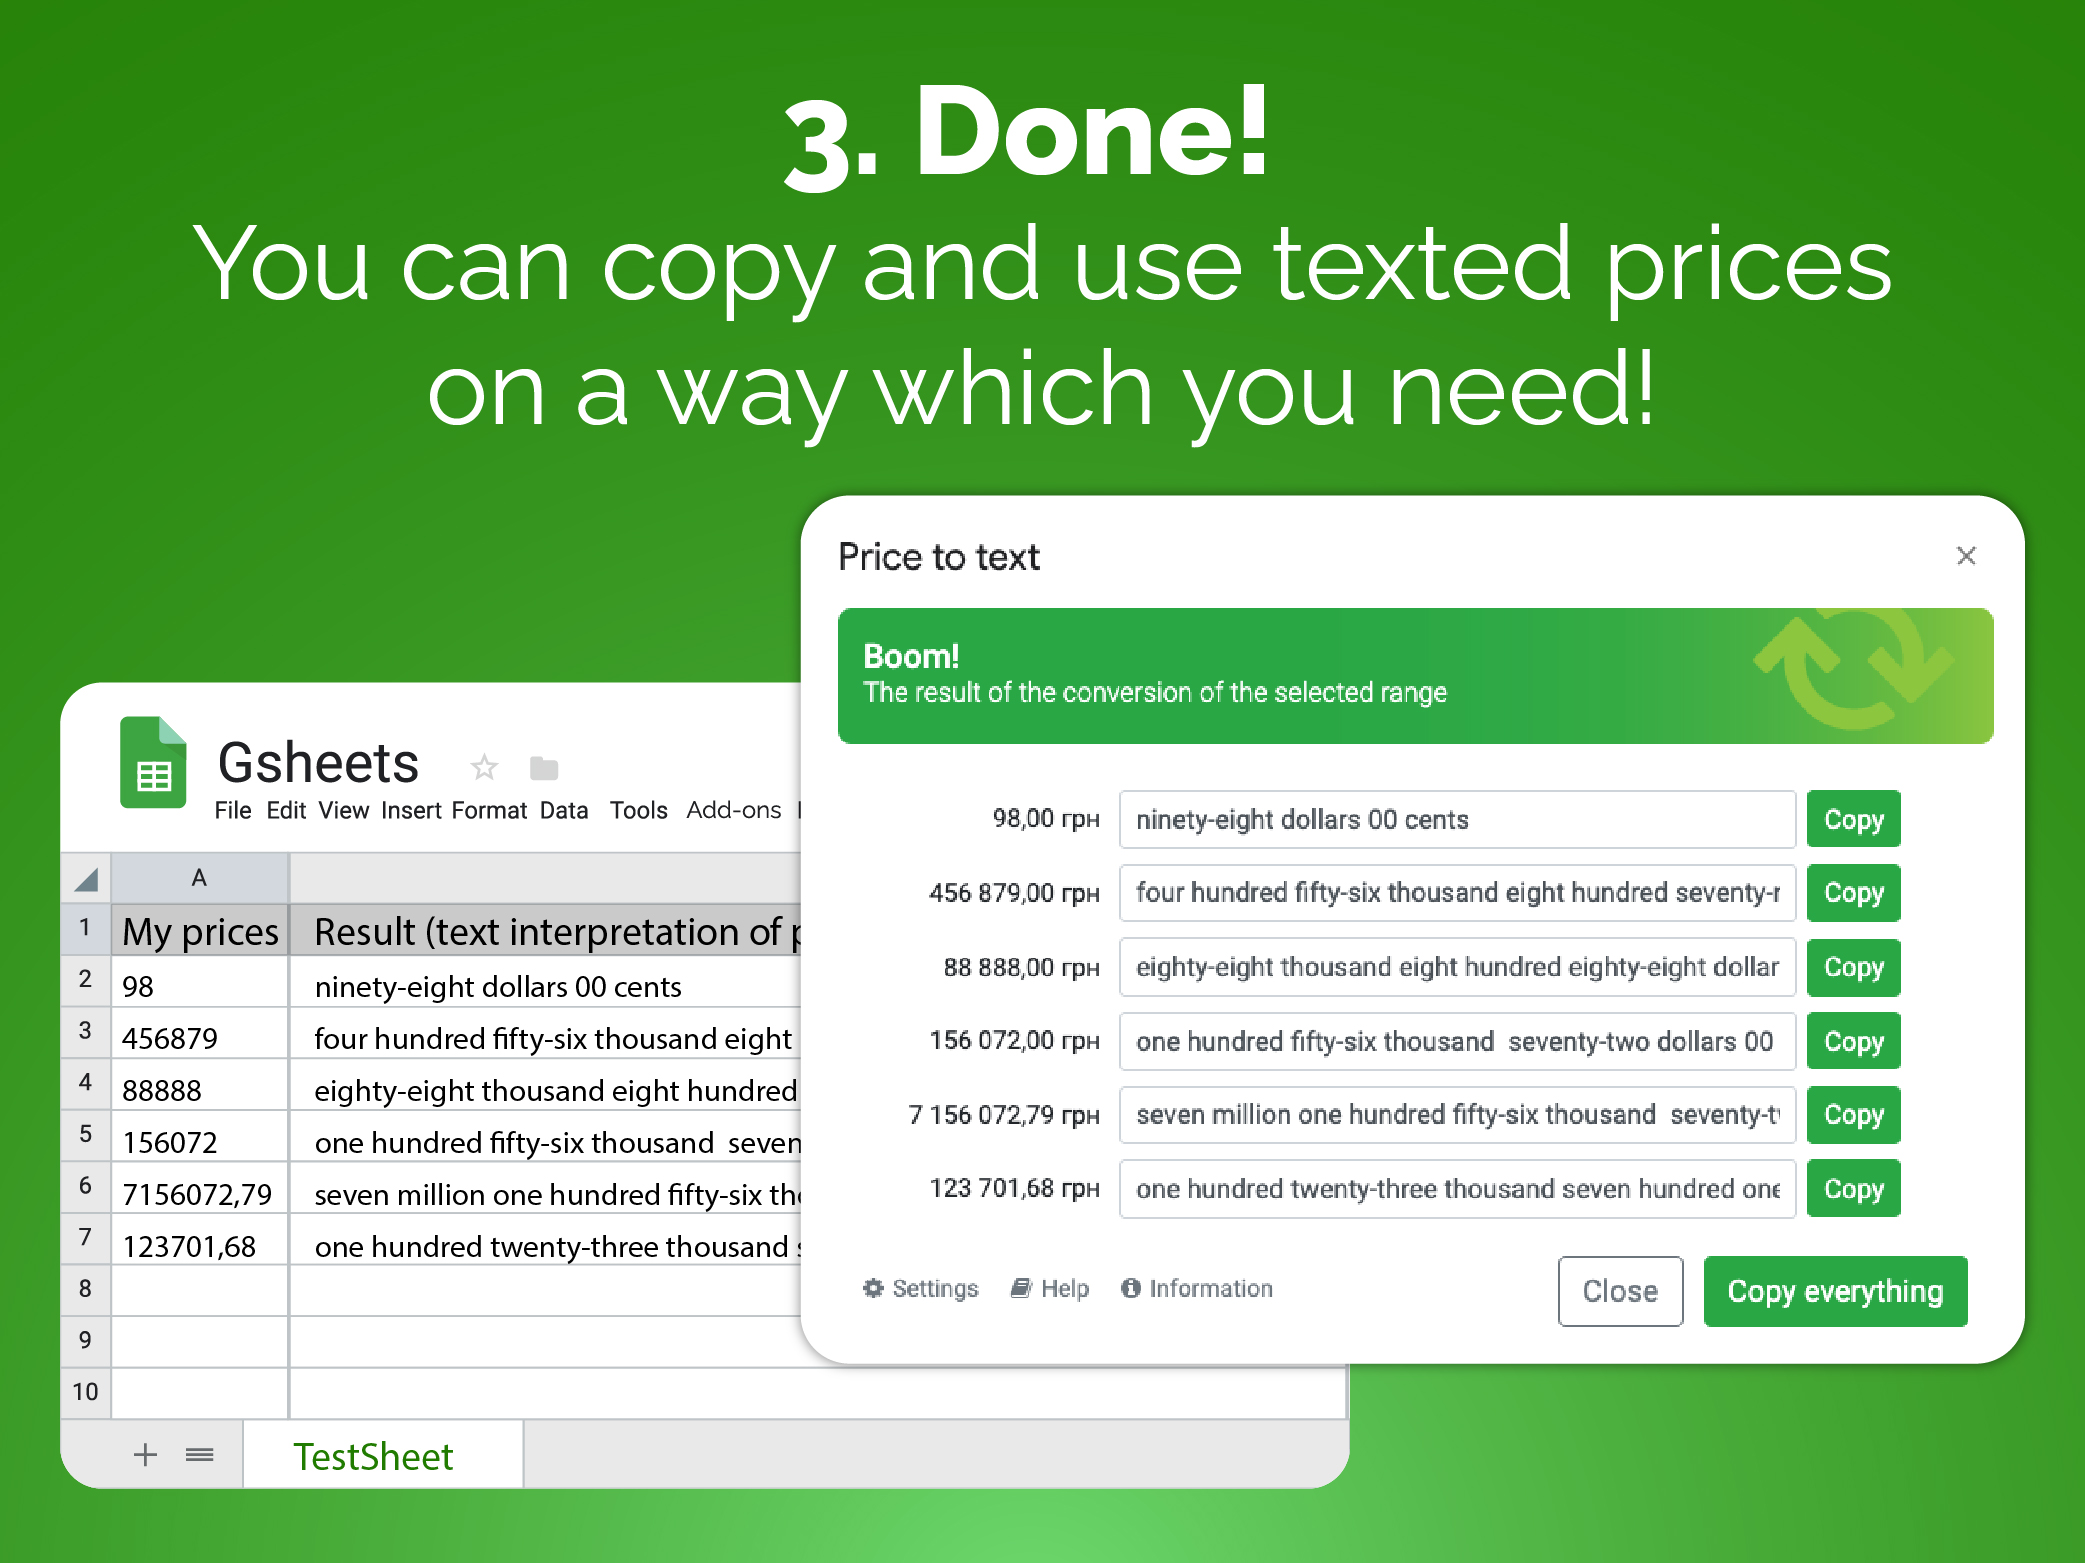 3. Done!
You can copy and use texted prices
on a way which you need!
Gsheets
File Edit View Insert Format Data Tools Add-ons
A
1 My prices Result (text interpretation of
2 98 ninety-eight dollars 00 cents
3 456879 four hundred fifty-six thousand eight
4 88888 eighty-eight thousand eight hundred
5 156072 one hundred fifty-six thousand seven
6 7156072,79 seven million one hundred fifty-six
7 123701,68 one hundred twenty-three thousand
8
9
10
TestSheet
Price to text
Boom!
The result of the conversion of the selected range
98,00 грн ninety-eight dollars 00 cents Copy
456 879,00 грн four hundred fifty-six thousand eight hundred Copy
88 888,00 грн eighty-eight thousand eight hundred eighty-eight dollar Copy
156 072,00 грн one hundred fifty-six thousand seventy-two dollars 00 Copy
7 156 072,79 грн seven million one hundred fifty-six thousand Copy
123 701,68 грн one hundred twenty-three thousand seven hundred one Copy
Settings Help Information Close Copy everything